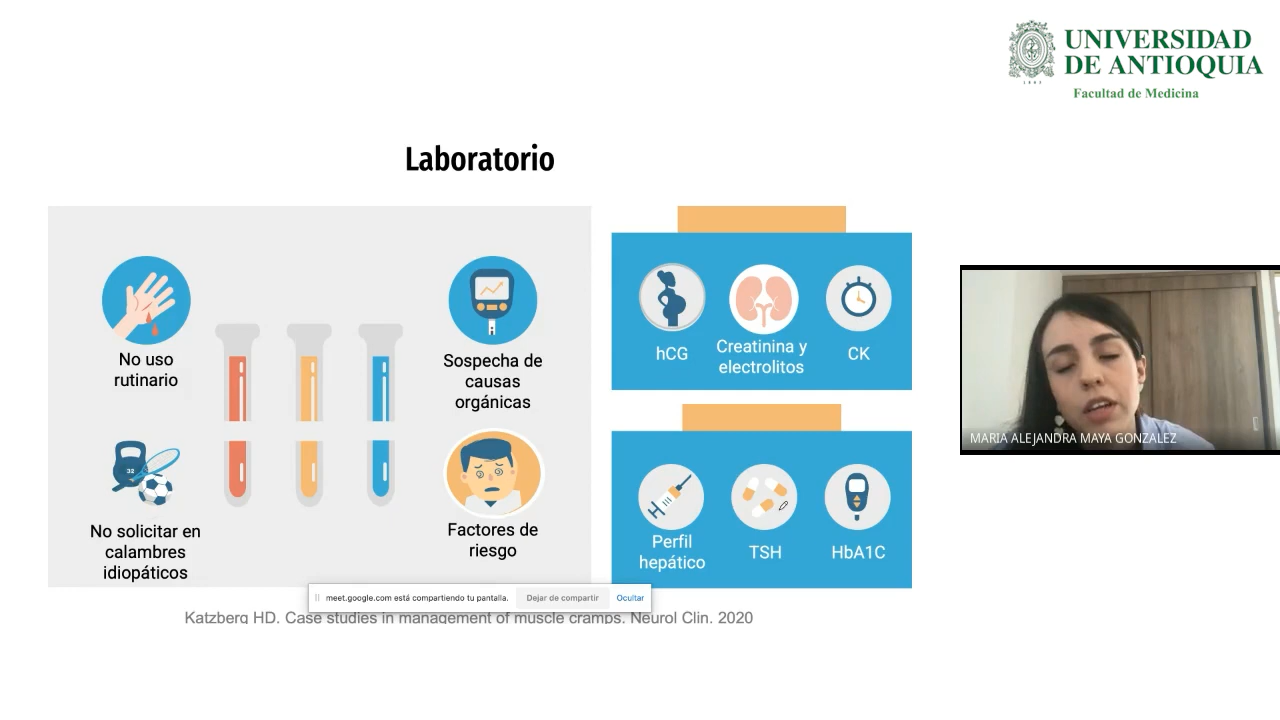 UNIVERSIDAD
DE ANTIOQUIA
1803
Facultad de Medicina
Laboratorio
No uso
rutinario
Sospecha de
causas
orgánicas
32
No solicitar en
calambres
idiopáticos
Factores de
riesgo
hCG
Creatinina y
electrolitos
CK
Perfil
hepático
TSH
HbA1C
meet.google.com está compartiendo tu pantalla.
Dejar de compartir
Ocultar
Katzberg HD. Case studies in management of muscle cramps. Neurol Clin. 2020
MARIA ALEJANDRA MAYA GONZALEZ